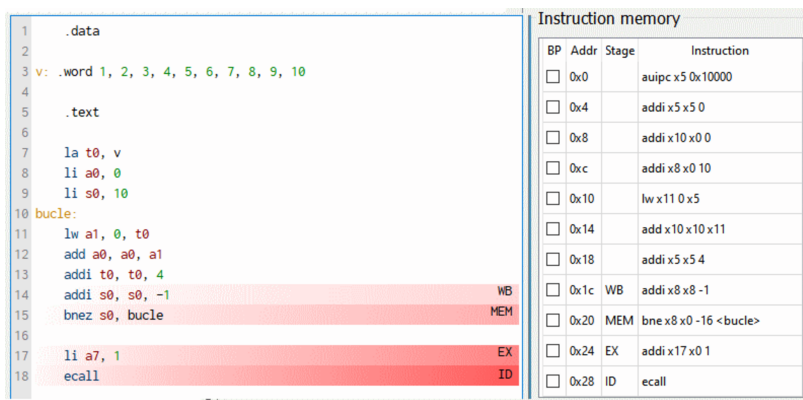 1 .data
2
3 v: .word 1, 2, 3, 4, 5, 6, 7, 8, 9, 10
4
5 .text
6
7 la t0, v
8 li a0, 0
9 li s0, 10
10 bucle:
11 lw a1, 0, t0
12 add a0, a0, a1
13 addi t0, t0, 4
14 addi s0, s0, -1 WB
15 bnez s0, bucle MEM
16
17 li a7, 1 EX
18 ecall ID
Instruction memory
BP Addr Stage Instruction
0x0 auipc x5 0x10000
0x4 addi x5 x5 0
0x8 addi x10 x0 0
0xc addi x8 x0 10
0x10 lw x11 0 x5
0x14 add x10 x10 x11
0x18 addi x5 x5 4
0x1c WB addi x8 x8 -1
0x20 MEM bne x8 x0 -16 <bucle>
0x24 EX addi x17 x0 1
0x28 ID ecall